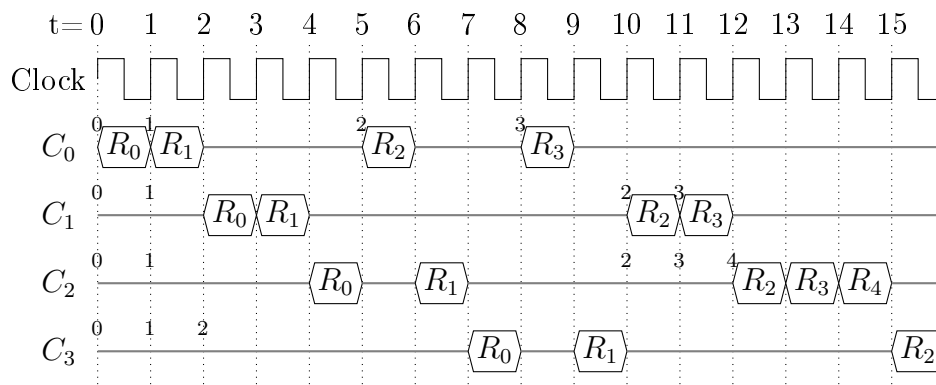 t= 0 1 2 3 4 5 6 7 8 9 10 11 12 13 14 15
Clock
0 1 2 3
C0 R0 R1 R2 R3
0 1 2 3
C1 R0 R1 R2 R3
0 1 2 3 4
C2 R0 R1 R2 R3 R4
0 1 2
C3 R0 R1 R2